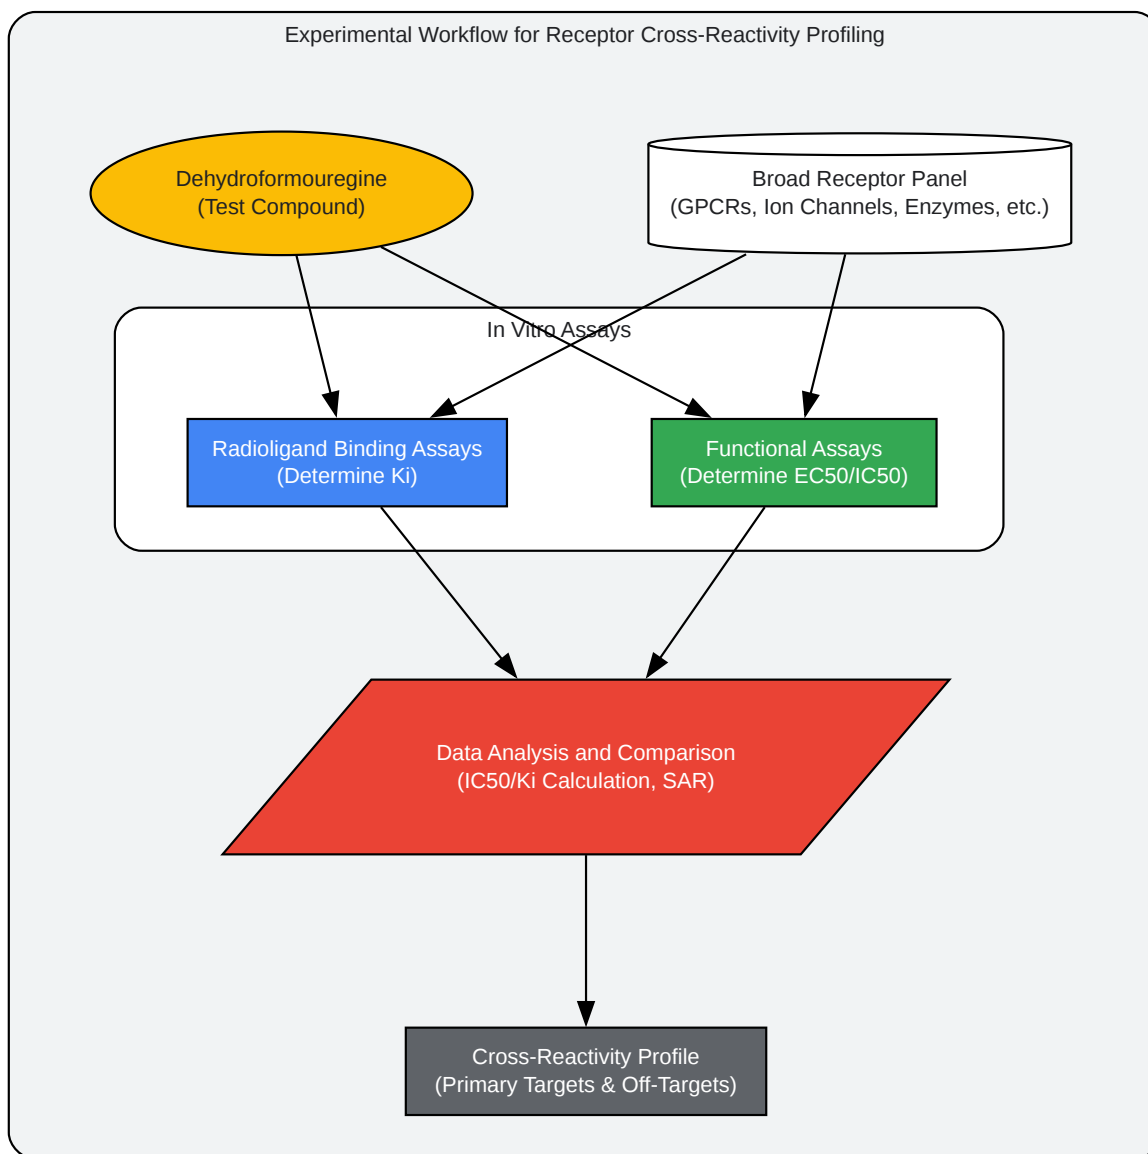 Experimental Workflow for Receptor Cross-Reactivity Profiling
Dehydroformouregine
(Test Compound)
Broad Receptor Panel
(GPCRs, Ion Channels, Enzymes, etc.)
In Vitro Assays
Radioligand Binding Assays
(Determine Ki)
Functional Assays
(Determine EC50/IC50)
Data Analysis and Comparison
(IC50/Ki Calculation, SAR)
Cross-Reactivity Profile
(Primary Targets & Off-Targets)